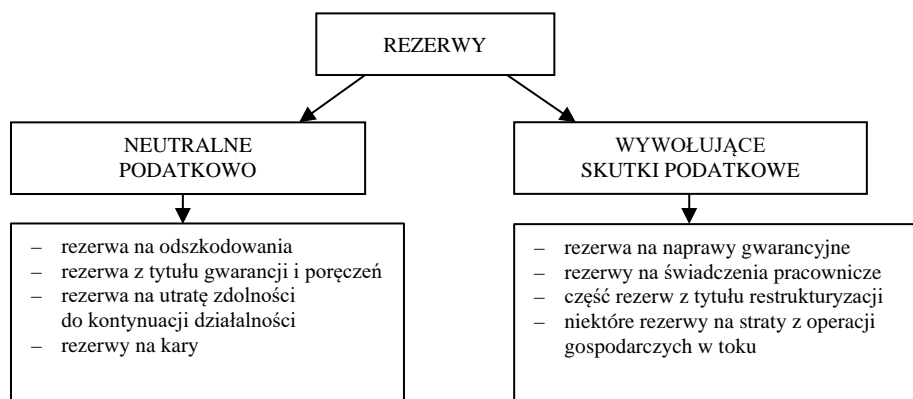 REZERWY
NEUTRALNE
PODATKOWO
WYWOŁUJĄCE
SKUTKI PODATKOWE
– rezerwa na odszkodowania
– rezerwa z tytułu gwarancji i poręczeń
– rezerwa na utratę zdolności
do kontynuacji działalności
– rezerwy na kary
– rezerwa na naprawy gwarancyjne
– rezerwy na świadczenia pracownicze
– część rezerw z tytułu restrukturyzacji
– niektóre rezerwy na straty z operacji
gospodarczych w toku